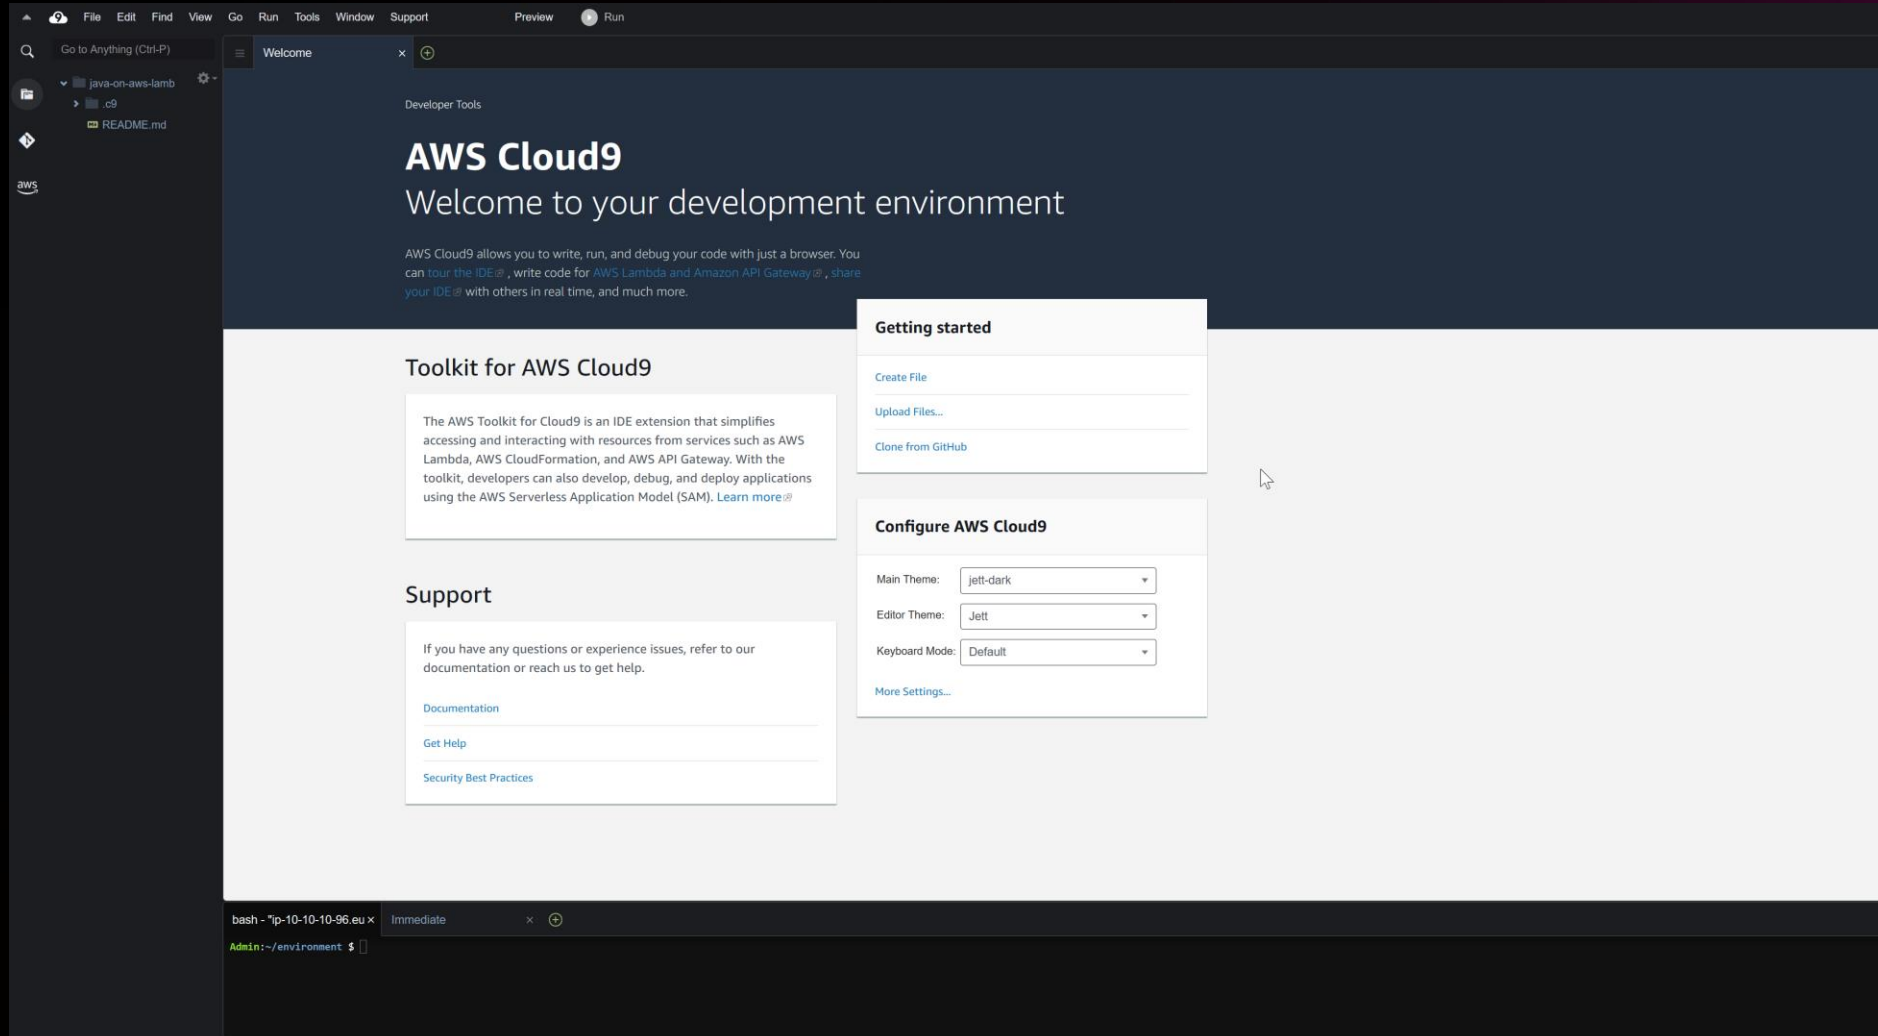 File Edit Find View Go Run Tools Window Support Preview Run
Go to Anything (Ctrl-P)
Welcome
java-on-aws-lamb
.c9
README.md
aws
Developer Tools
AWS Cloud9
Welcome to your development environment
AWS Cloud9 allows you to write, run, and debug your code with just a browser. You
can tour the IDE , write code for AWS Lambda and Amazon API Gateway , share
your IDE with others in real time, and much more.
Toolkit for AWS Cloud9
The AWS Toolkit for Cloud9 is an IDE extension that simplifies
accessing and interacting with resources from services such as AWS
Lambda, AWS CloudFormation, and AWS API Gateway. With the
toolkit, developers can also develop, debug, and deploy applications
using the AWS Serverless Application Model (SAM). Learn more
Support
If you have any questions or experience issues, refer to our
documentation or reach us to get help.
Documentation
Get Help
Security Best Practices
Getting started
Create File
Upload Files...
Clone from GitHub
Configure AWS Cloud9
Main Theme: jett-dark
Editor Theme: Jett
Keyboard Mode: Default
More Settings...
bash - "ip-10-10-10-96.eu Immediate
Admin:~/environment $